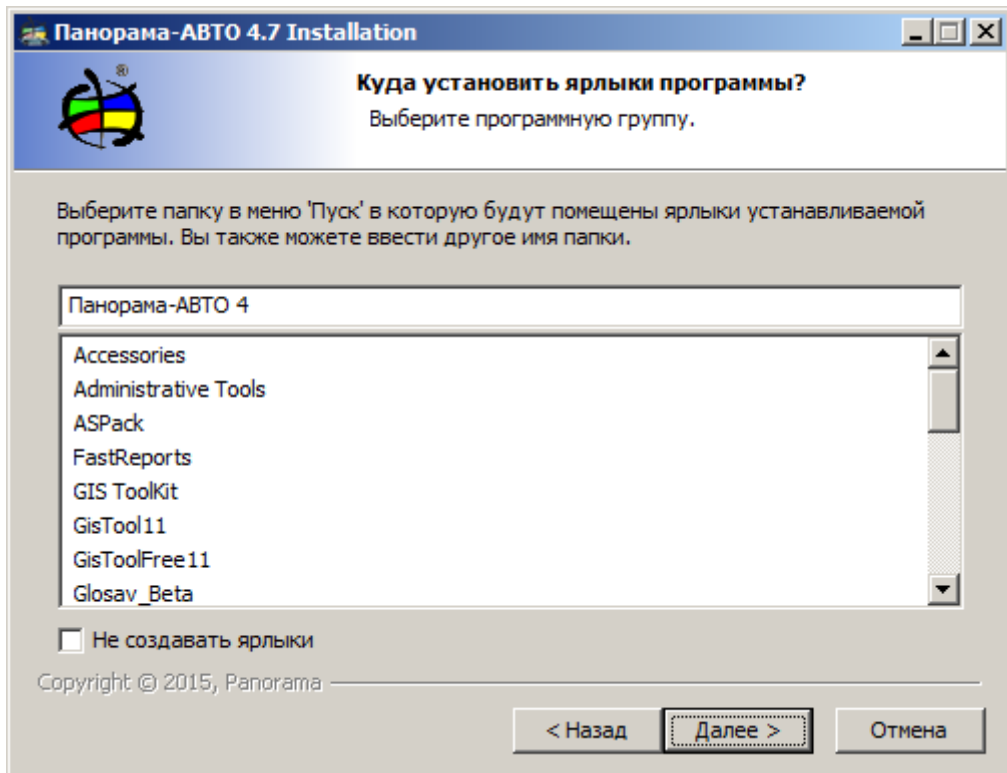 Панорама-АВТО 4.7 Installation
®
Куда установить ярлыки программы?
Выберите программную группу.
Выберите папку в меню 'Пуск' в которую будут помещены ярлыки устанавливаемой
программы. Вы также можете ввести другое имя папки.
Панорама-АВТО 4
Accessories
Administrative Tools
ASPack
FastReports
GIS ToolKit
GisTool11
GisToolFree11
Glosav_Beta
Не создавать ярлыки
Copyright © 2015, Panorama
< Назад Далее > Отмена